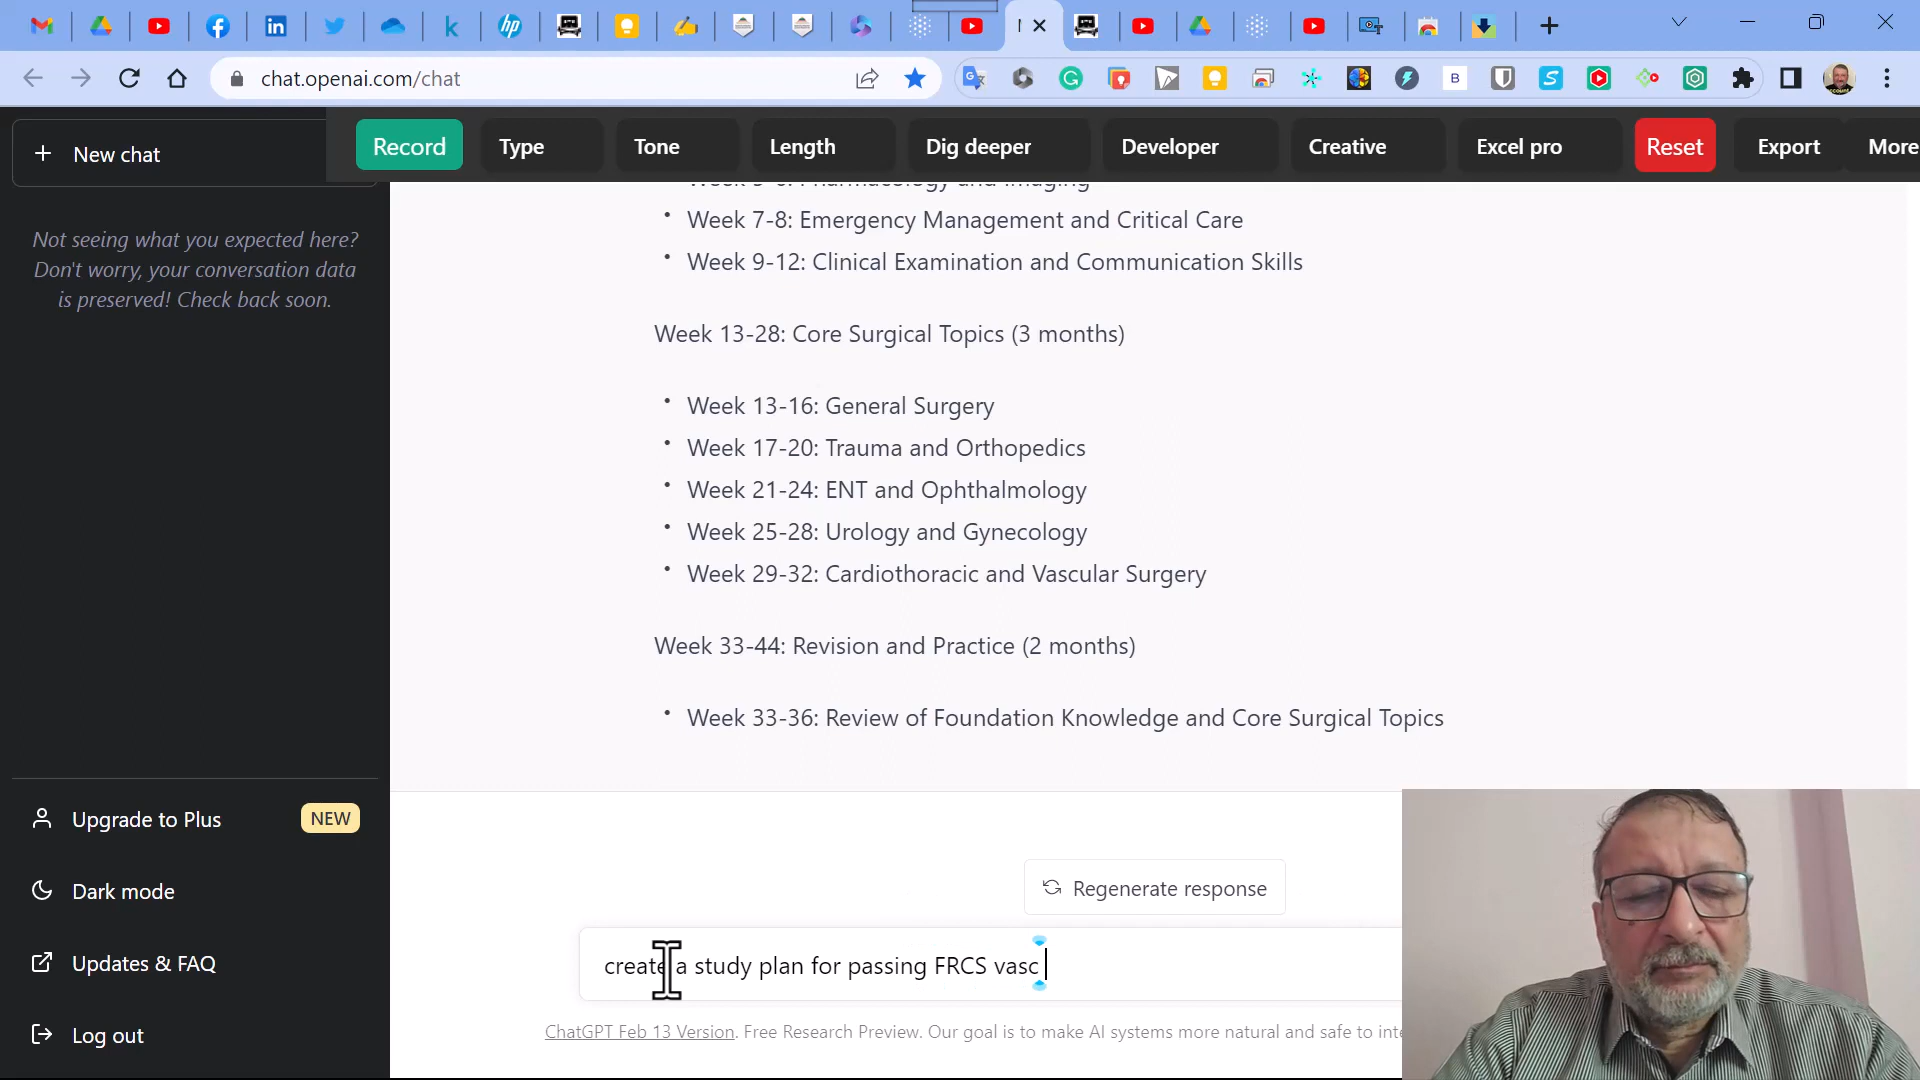 chat.openai.com/chat
Record
Type
Tone
Length
Dig deeper
Developer
Creative
Excel pro
Reset
Export
More
New chat
Not seeing what you expected here?
Don't worry, your conversation data
is preserved! Check back soon.
Week 7-8: Emergency Management and Critical Care
Week 9-12: Clinical Examination and Communication Skills
Week 13-28: Core Surgical Topics (3 months)
Week 13-16: General Surgery
Week 17-20: Trauma and Orthopedics
Week 21-24: ENT and Ophthalmology
Week 25-28: Urology and Gynecology
Week 29-32: Cardiothoracic and Vascular Surgery
Week 33-44: Revision and Practice (2 months)
Week 33-36: Review of Foundation Knowledge and Core Surgical Topics
Upgrade to Plus
NEW
Dark mode
Updates & FAQ
Log out
Regenerate response
create a study plan for passing FRCS vasc
ChatGPT Feb 13 Version. Free Research Preview. Our goal is to make AI systems more natural and safe to